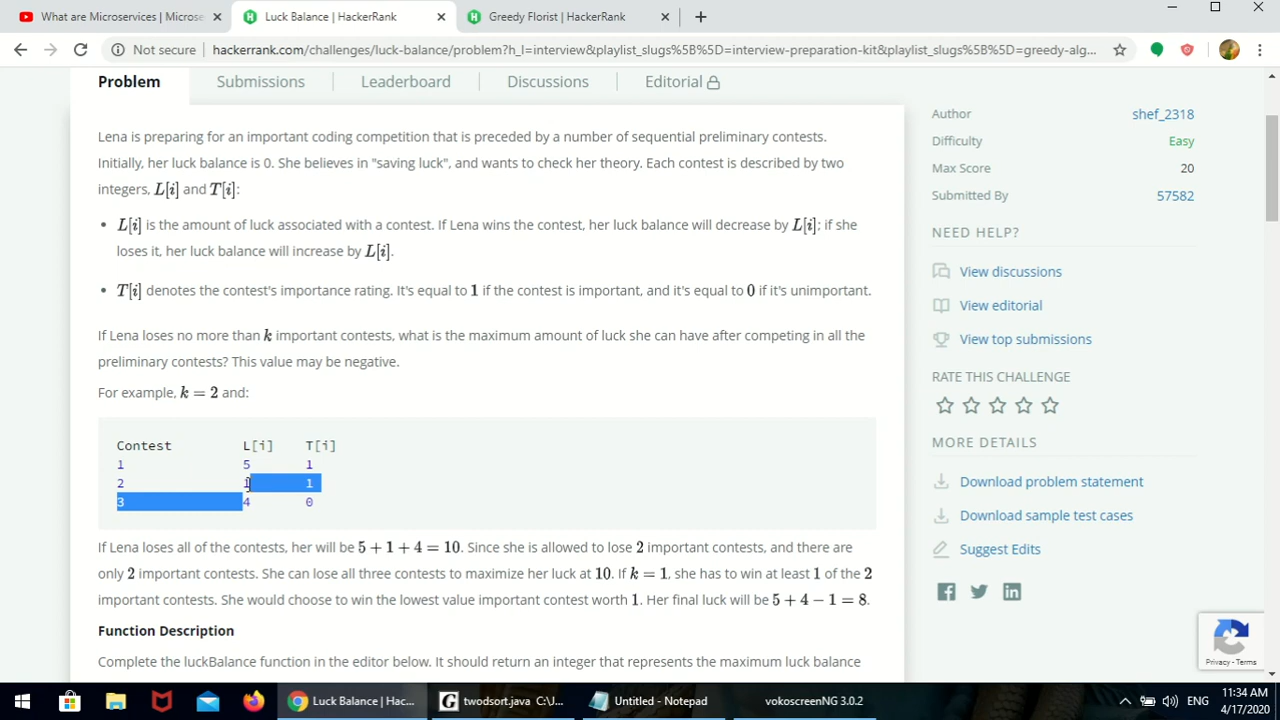 What are Microservices | Microse
Luck Balance | HackerRank
Greedy Florist | HackerRank
Not secure
hackerrank.com/challenges/luck-balance/problem?h_l=interview&playlist_slugs%5B%5D=interview-preparation-kit&playlist_slugs%5B%5D=greedy-alg...
Problem
Submissions
Leaderboard
Discussions
Editorial
Lena is preparing for an important coding competition that is preceded by a number of sequential preliminary contests.
Initially, her luck balance is 0. She believes in "saving luck", and wants to check her theory. Each contest is described by two
integers, L[i] and T[i]:
• L[i] is the amount of luck associated with a contest. If Lena wins the contest, her luck balance will decrease by L[i]; if she
loses it, her luck balance will increase by L[i].
• T[i] denotes the contest's importance rating. It's equal to 1 if the contest is important, and it's equal to 0 if it's unimportant.
If Lena loses no more than k important contests, what is the maximum amount of luck she can have after competing in all the
preliminary contests? This value may be negative.
For example, k = 2 and:
Contest L[i] T[i]
1 5 1
2 1 1
3 4 0
If Lena loses all of the contests, her will be 5 + 1 + 4 = 10. Since she is allowed to lose 2 important contests, and there are
only 2 important contests. She can lose all three contests to maximize her luck at 10. If k = 1, she has to win at least 1 of the 2
important contests. She would choose to win the lowest value important contest worth 1. Her final luck will be 5 + 4 − 1 = 8.
Function Description
Complete the luckBalance function in the editor below. It should return an integer that represents the maximum luck balance
Author shef_2318
Difficulty Easy
Max Score 20
Submitted By 57582
NEED HELP?
View discussions
View editorial
View top submissions
RATE THIS CHALLENGE
MORE DETAILS
Download problem statement
Download sample test cases
Suggest Edits
Privacy - Terms
Luck Balance | Hac...
twodsort.java C:\J...
Untitled - Notepad
vokoscreenNG 3.0.2
ENG
11:34 AM
4/17/2020